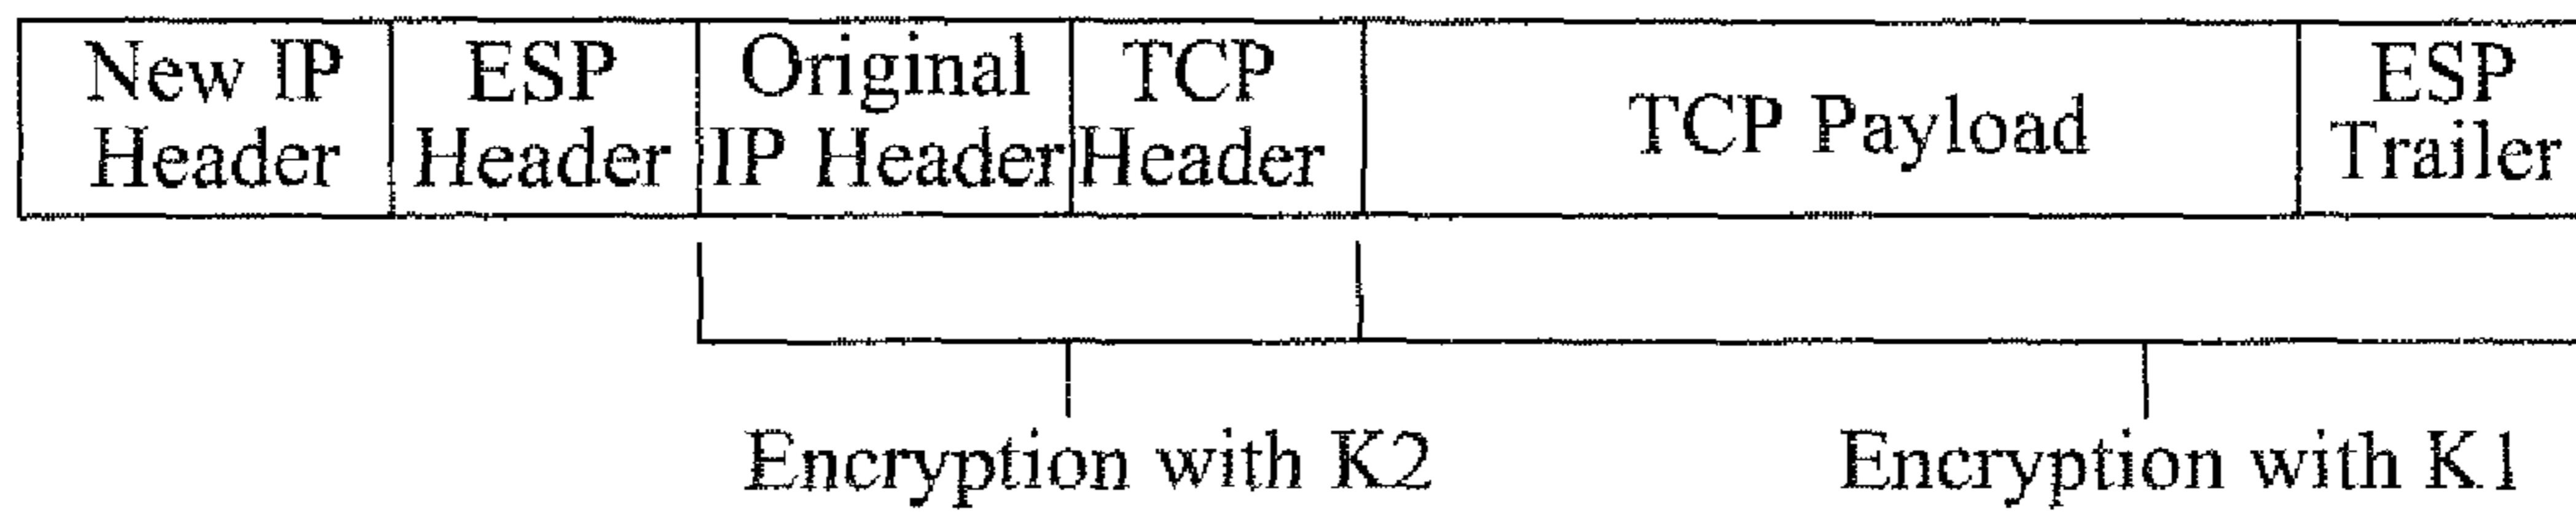 New IP
Header
ESP
Header
Original
IP Header
TCP
Header
TCP Payload
ESP
Trailer
Encryption with K2
Encryption with K1